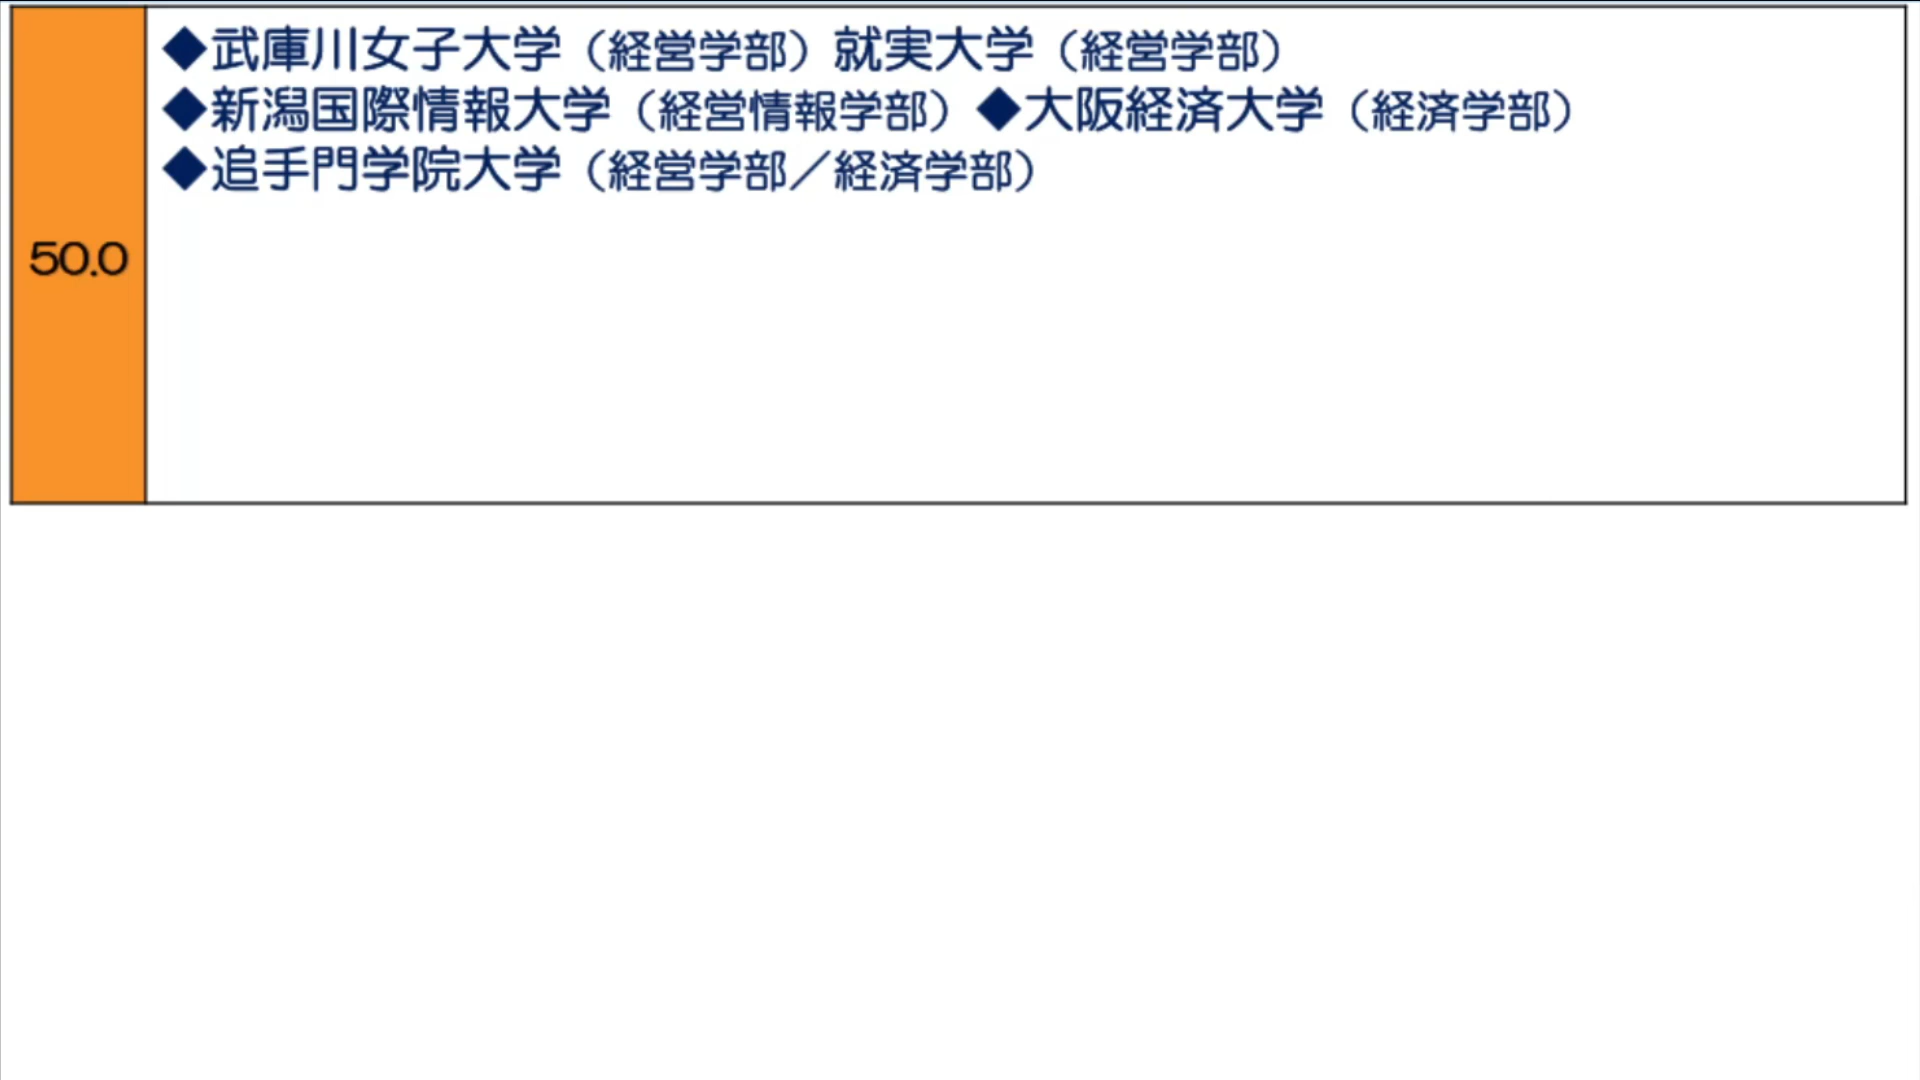 ◆武庫川女子大学（経営学部）就実大学（経営学部）
◆新潟国際情報大学（経営情報学部）◆大阪経済大学（経済学部）
◆追手門学院大学（経営学部／経済学部）
50.0